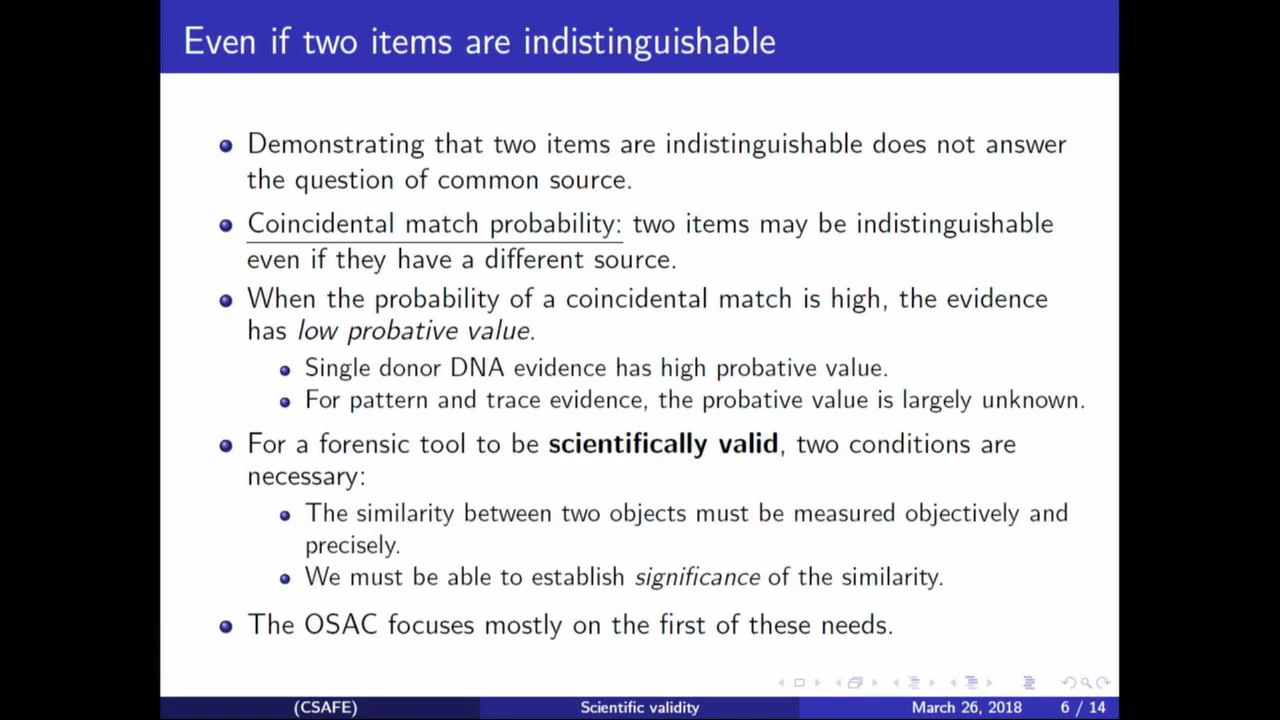 Even if two items are indistinguishable
Demonstrating that two items are indistinguishable does not answer
the question of common source.
Coincidental match probability: two items may be indistinguishable
even if they have a different source.
When the probability of a coincidental match is high, the evidence
has low probative value.
Single donor DNA evidence has high probative value.
For pattern and trace evidence, the probative value is largely unknown.
For a forensic tool to be scientifically valid, two conditions are
necessary:
The similarity between two objects must be measured objectively and
precisely.
We must be able to establish significance of the similarity.
The OSAC focuses mostly on the first of these needs.
(CSAFE) Scientific validity March 26, 2018 6 / 14